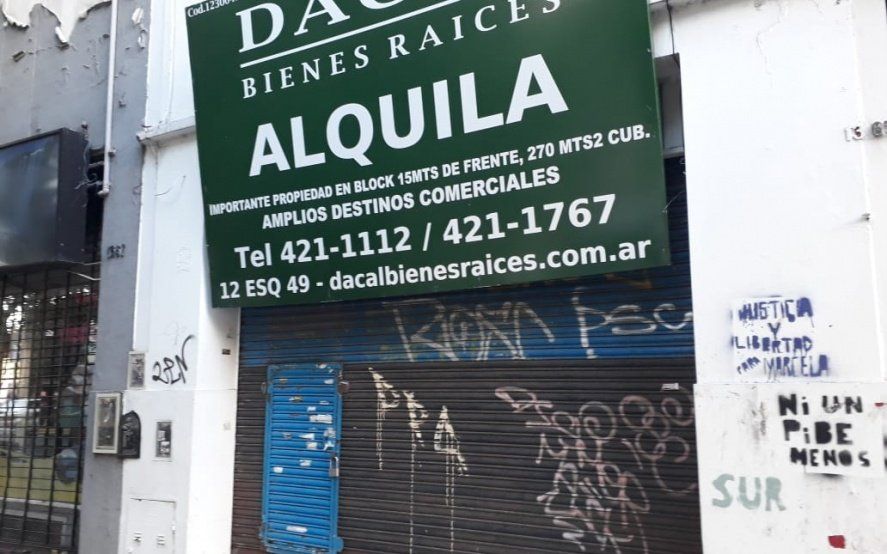 BIENES RAICES
ALQUILA
IMPORTANTE PROPIEDAD EN BLOCK 15MTS DE FRENTE, 270 MTS2 CUB.
AMPLIOS DESTINOS COMERCIALES
Tel 421-1112 / 421-1767
12 ESQ 49 - dacalbienesraices.com.ar
JUSTICIA
Y
LIBERTAD
PARA MARCELA
Ni UN
PiBE
MENOS
SUR